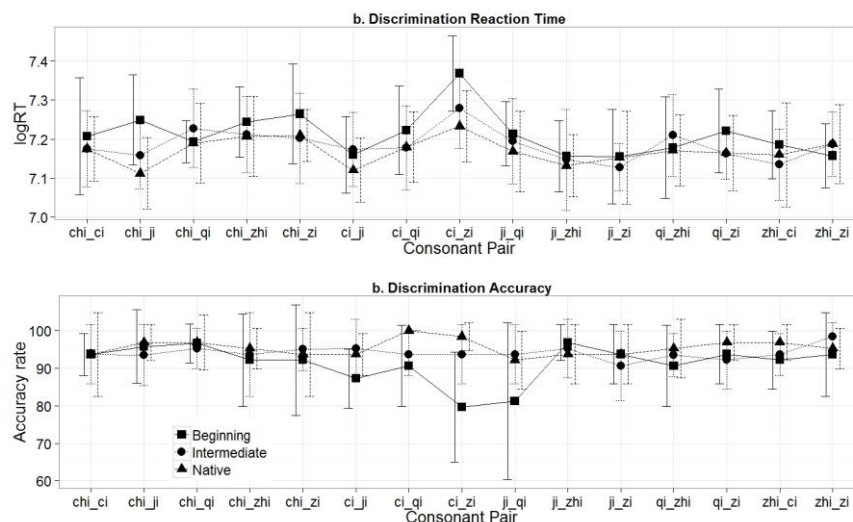 b. Discrimination Reaction Time
logRT
7.4
7.3
7.2
7.1
7.0
chi_ci chi_ji chi_qi chi_zhi chi_zi ci_ji ci_qi ci_zi ji_qi ji_zhi ji_zi qi_zhi qi_zi zhi_ci zhi_zi
Consonant Pair
b. Discrimination Accuracy
Accuracy rate
100
90
80
70
60
Beginning
Intermediate
Native
chi_ci chi_ji chi_qi chi_zhi chi_zi ci_ji ci_qi ci_zi ji_qi ji_zhi ji_zi qi_zhi qi_zi zhi_ci zhi_zi
Consonant Pair